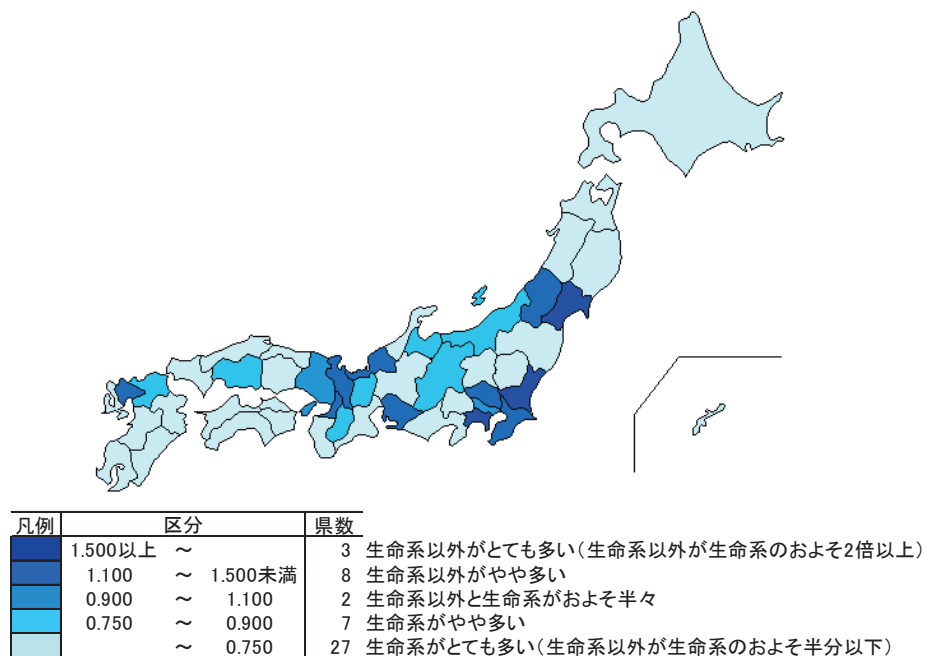 凡例 区分 県数
1.500以上 ～ 3 生命系以外がとても多い（生命系以外が生命系のおよそ2倍以上）
1.100 ～ 1.500未満 8 生命系以外がやや多い
0.900 ～ 1.100 2 生命系以外と生命系がおよそ半々
0.750 ～ 0.900 7 生命系がやや多い
～ 0.750 27 生命系がとても多い（生命系以外が生命系のおよそ半分以下）